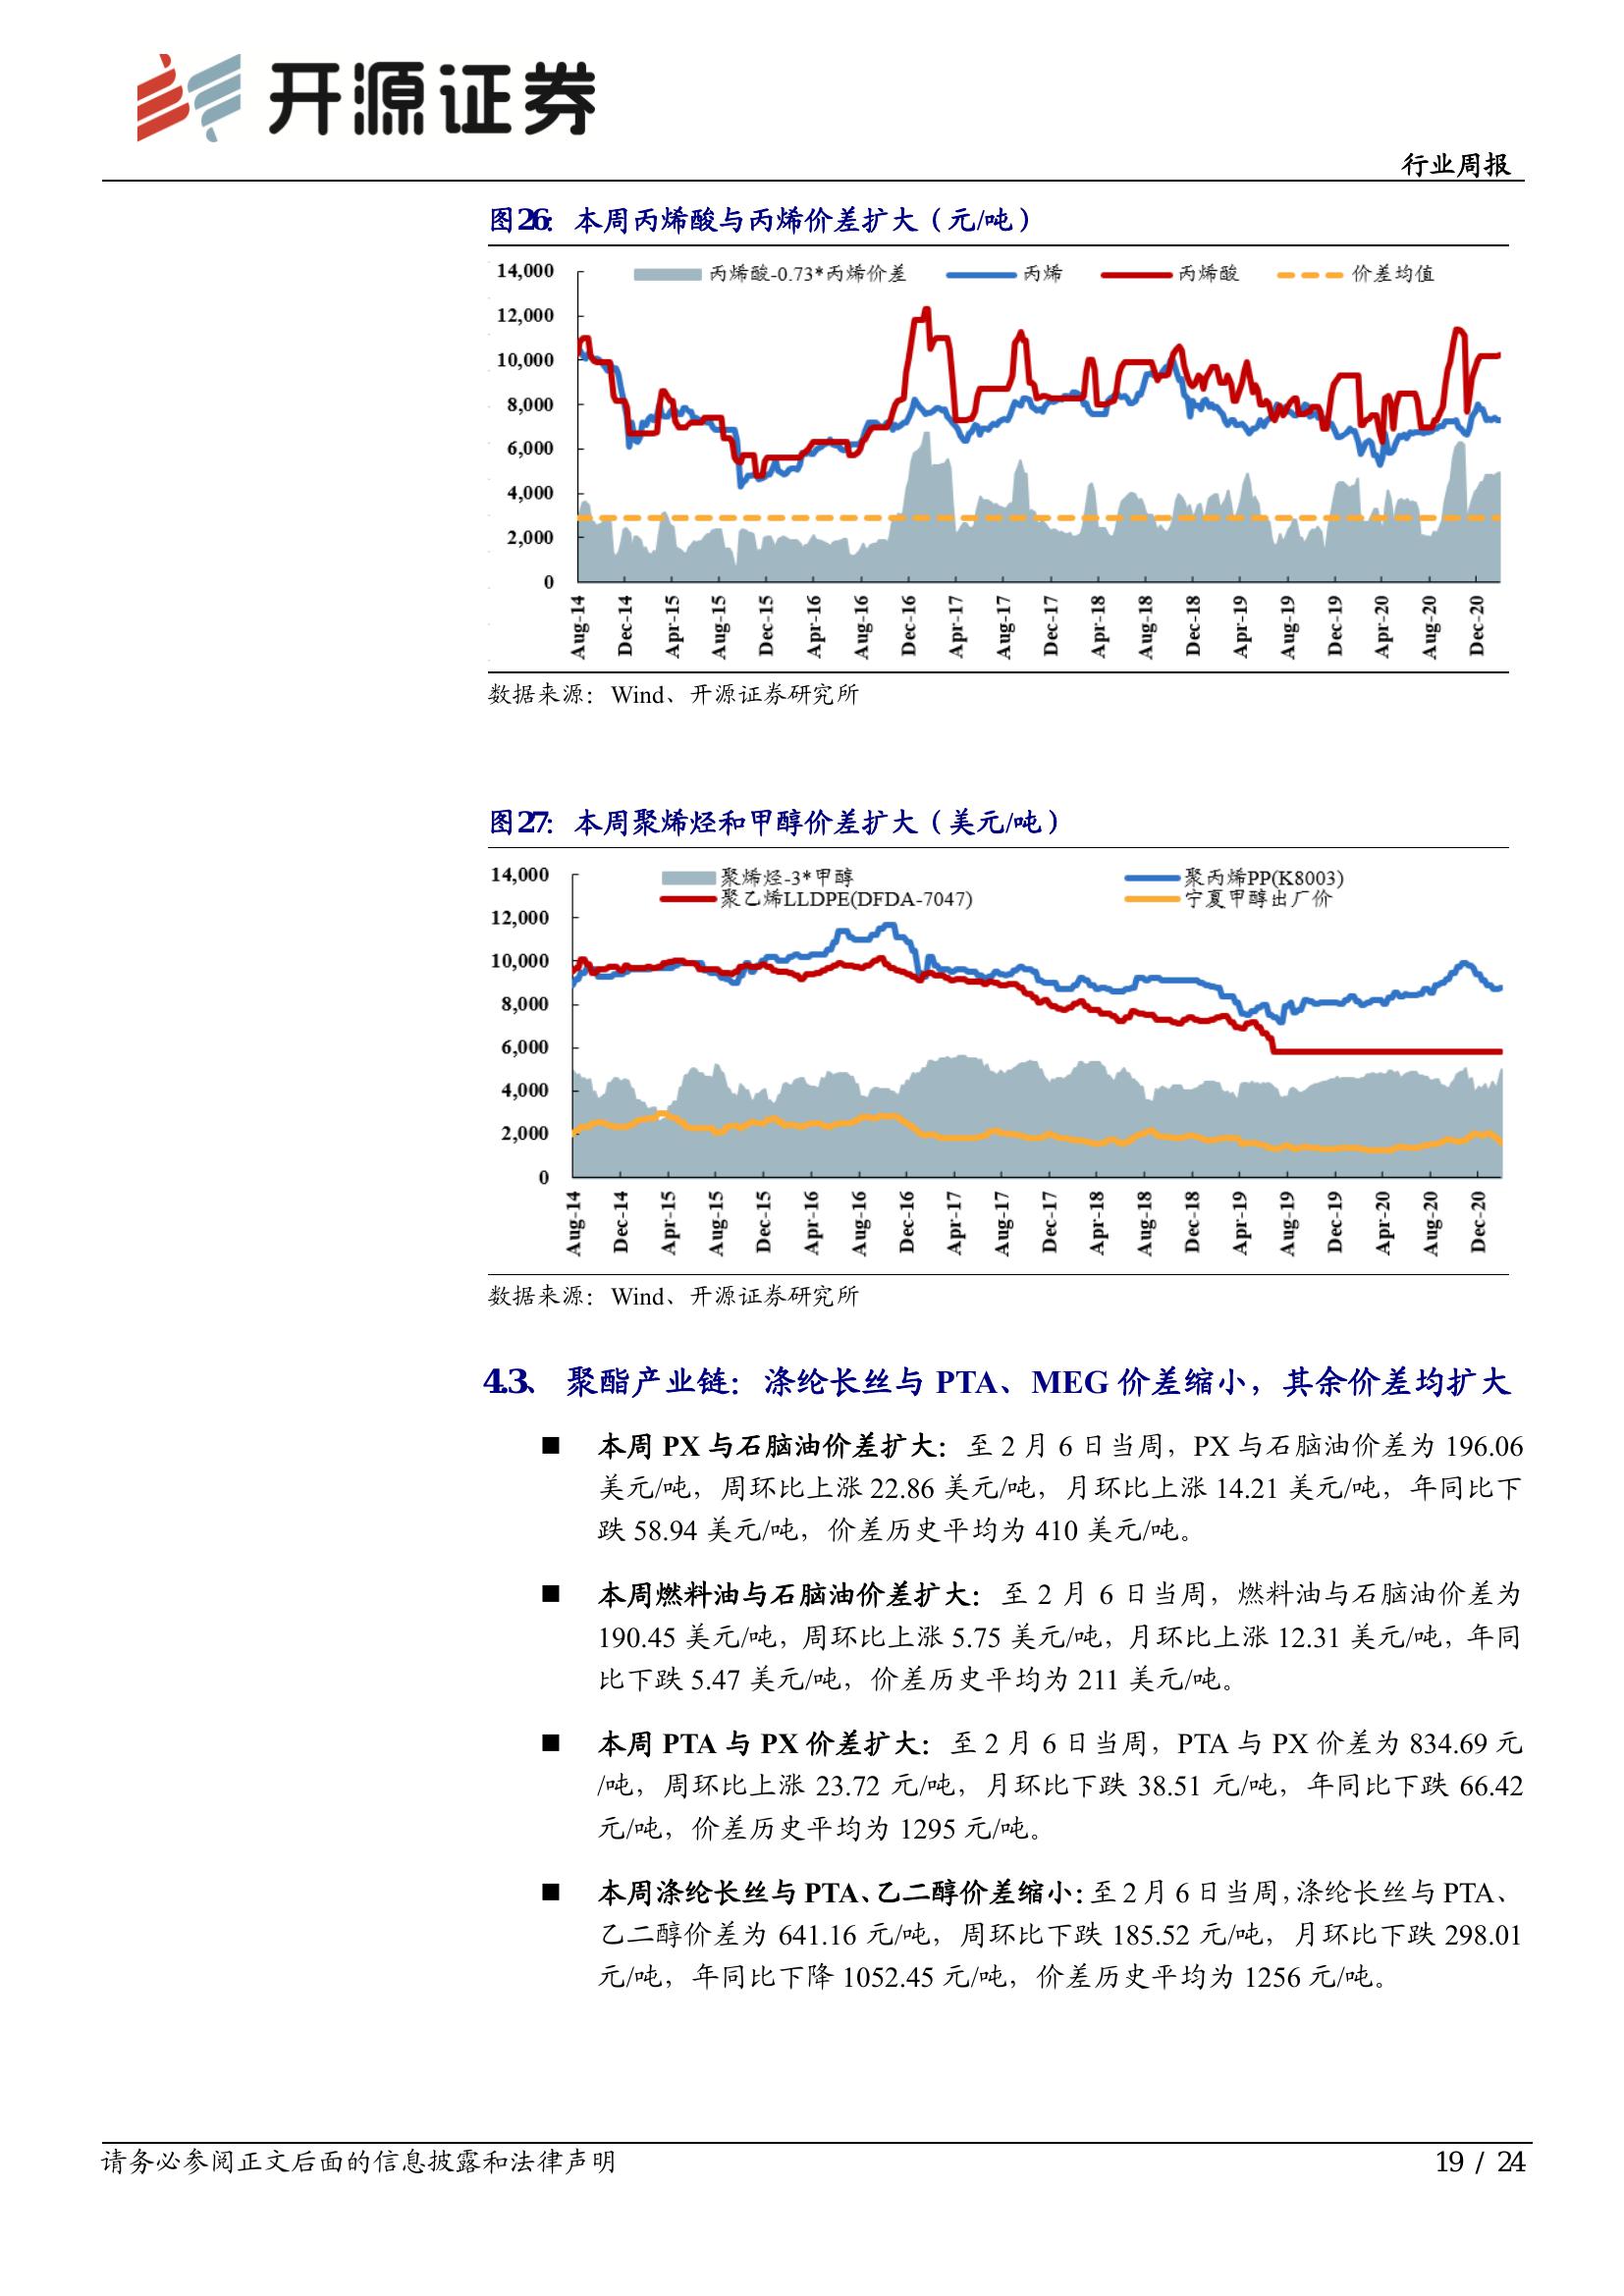 开源证券
行业周报
图26：本周丙烯酸与丙烯价差扩大（元/吨）
14,000
12,000
10,000
8,000
6,000
4,000
2,000
0
丙烯酸-0.73*丙烯价差 丙烯 丙烯酸 价差均值
Aug-14 Dec-14 Apr-15 Aug-15 Dec-15 Apr-16 Aug-16 Dec-16 Apr-17 Aug-17 Dec-17 Apr-18 Aug-18 Dec-18 Apr-19 Aug-19 Dec-19 Apr-20 Aug-20 Dec-20
数据来源：Wind、开源证券研究所
图27：本周聚烯烃和甲醇价差扩大（美元/吨）
14,000
12,000
10,000
8,000
6,000
4,000
2,000
0
聚烯烃-3*甲醇 聚丙烯PP(K8003)
聚乙烯LLDPE(DFDA-7047) 宁夏甲醇出厂价
Aug-14 Dec-14 Apr-15 Aug-15 Dec-15 Apr-16 Aug-16 Dec-16 Apr-17 Aug-17 Dec-17 Apr-18 Aug-18 Dec-18 Apr-19 Aug-19 Dec-19 Apr-20 Aug-20 Dec-20
数据来源：Wind、开源证券研究所
4.3、 聚酯产业链：涤纶长丝与 PTA、MEG 价差缩小，其余价差均扩大
■ 本周 PX 与石脑油价差扩大：至 2 月 6 日当周，PX 与石脑油价差为 196.06
美元/吨，周环比上涨 22.86 美元/吨，月环比上涨 14.21 美元/吨，年同比下
跌 58.94 美元/吨，价差历史平均为 410 美元/吨。
■ 本周燃料油与石脑油价差扩大：至 2 月 6 日当周，燃料油与石脑油价差为
190.45 美元/吨，周环比上涨 5.75 美元/吨，月环比上涨 12.31 美元/吨，年同
比下跌 5.47 美元/吨，价差历史平均为 211 美元/吨。
■ 本周 PTA 与 PX 价差扩大：至 2 月 6 日当周，PTA 与 PX 价差为 834.69 元
/吨，周环比上涨 23.72 元/吨，月环比下跌 38.51 元/吨，年同比下跌 66.42
元/吨，价差历史平均为 1295 元/吨。
■ 本周涤纶长丝与 PTA、乙二醇价差缩小：至 2 月 6 日当周，涤纶长丝与 PTA、
乙二醇价差为 641.16 元/吨，周环比下跌 185.52 元/吨，月环比下跌 298.01
元/吨，年同比下降 1052.45 元/吨，价差历史平均为 1256 元/吨。
请务必参阅正文后面的信息披露和法律声明
19 / 24